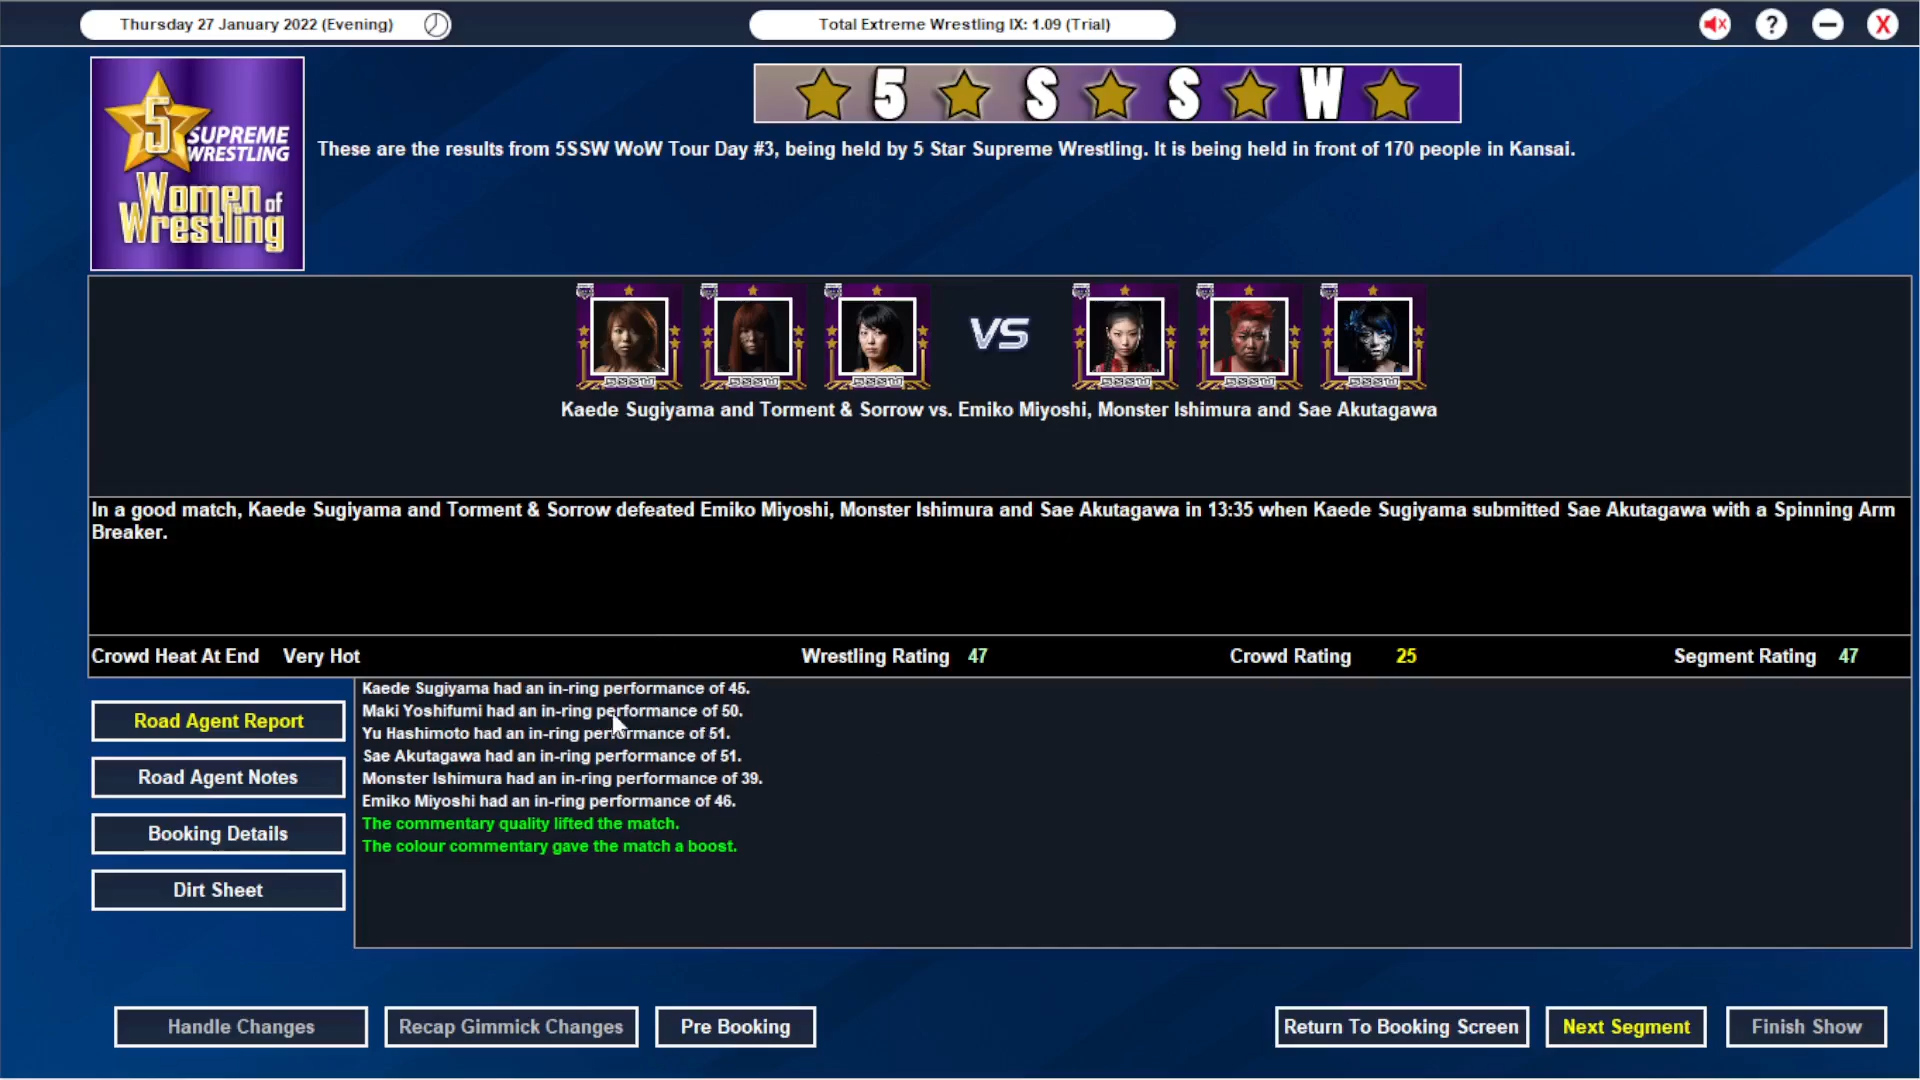 Thursday 27 January 2022 (Evening)
Total Extreme Wrestling IX: 1.09 (Trial)
?
X
5 S S W
5
SUPREME
WRESTLING
Women of
Wrestling
These are the results from 5SSW WoW Tour Day #3, being held by 5 Star Supreme Wrestling. It is being held in front of 170 people in Kansai.
VS
Kaede Sugiyama and Torment & Sorrow vs. Emiko Miyoshi, Monster Ishimura and Sae Akutagawa
In a good match, Kaede Sugiyama and Torment & Sorrow defeated Emiko Miyoshi, Monster Ishimura and Sae Akutagawa in 13:35 when Kaede Sugiyama submitted Sae Akutagawa with a Spinning Arm
Breaker.
Crowd Heat At End Very Hot Wrestling Rating 47 Crowd Rating 25 Segment Rating 47
Road Agent Report
Road Agent Notes
Booking Details
Dirt Sheet
Kaede Sugiyama had an in-ring performance of 45.
Maki Yoshifumi had an in-ring performance of 50.
Yu Hashimoto had an in-ring performance of 51.
Sae Akutagawa had an in-ring performance of 51.
Monster Ishimura had an in-ring performance of 39.
Emiko Miyoshi had an in-ring performance of 46.
The commentary quality lifted the match.
The colour commentary gave the match a boost.
Handle Changes
Recap Gimmick Changes
Pre Booking
Return To Booking Screen
Next Segment
Finish Show